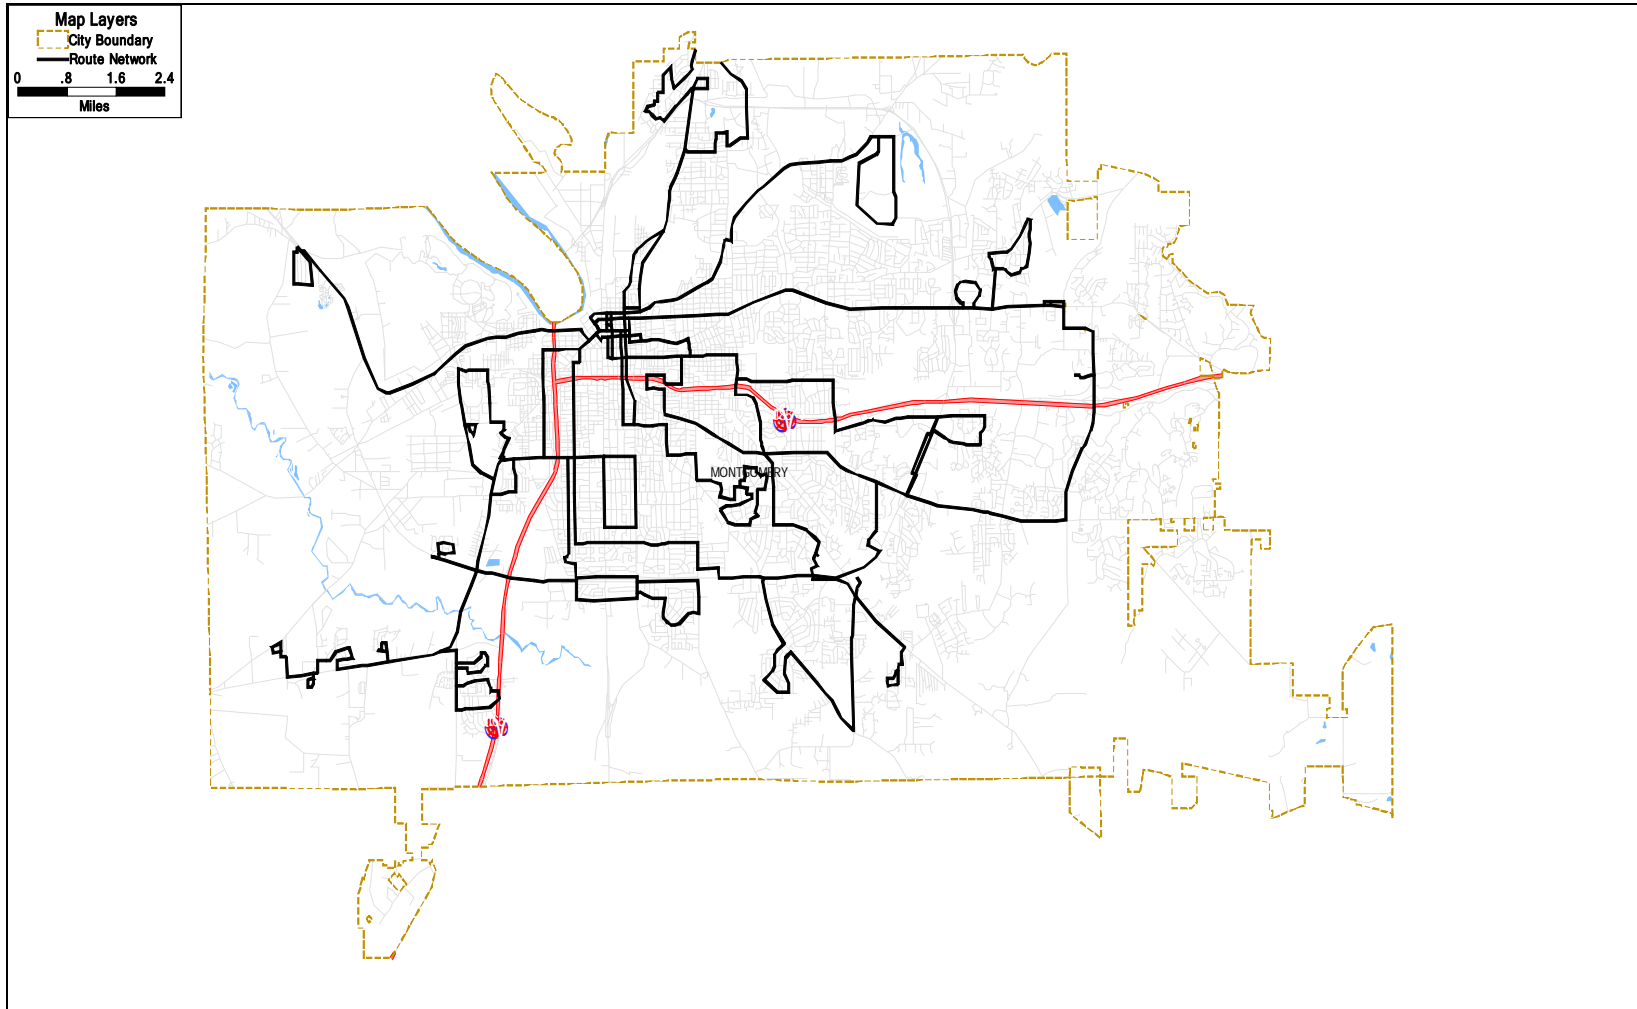 Map Layers
City Boundary
Route Network
0 .8 1.6 2.4
Miles
MONTGOMERY